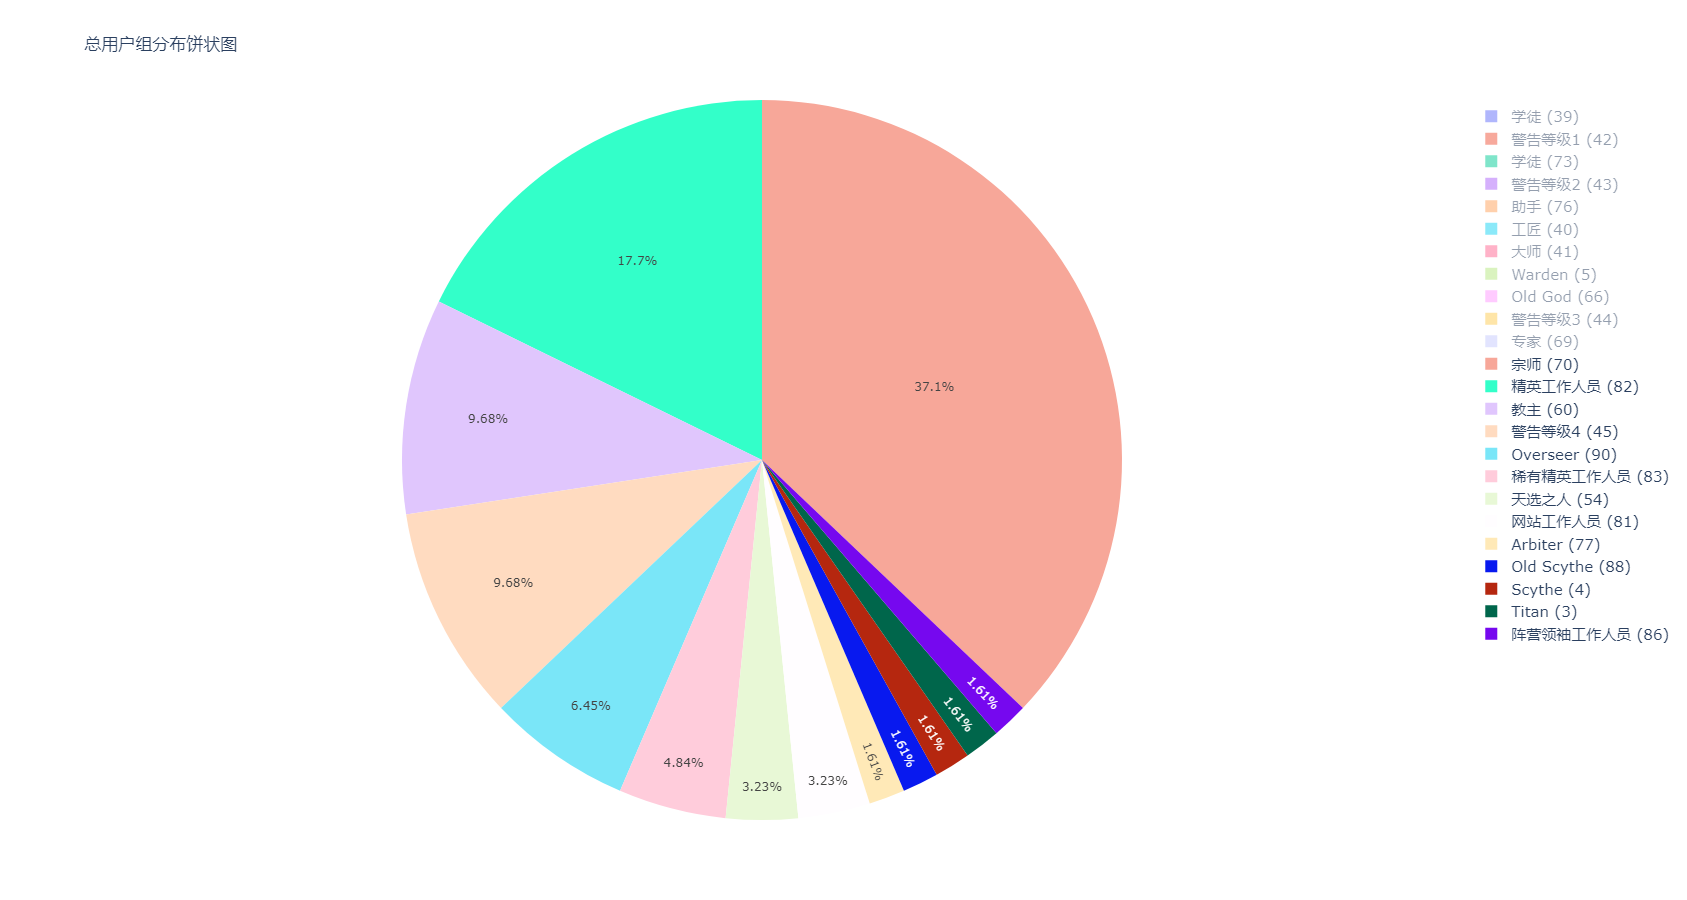 总用户组分布饼状图
37.1%
17.7%
9.68%
9.68%
6.45%
4.84%
3.23%
3.23%
1.61%
1.61%
1.61%
1.61%
1.61%
学徒 (39)
警告等级1 (42)
学徒 (73)
警告等级2 (43)
助手 (76)
工匠 (40)
大师 (41)
Warden (5)
Old God (66)
警告等级3 (44)
专家 (69)
宗师 (70)
精英工作人员 (82)
教主 (60)
警告等级4 (45)
Overseer (90)
稀有精英工作人员 (83)
天选之人 (54)
网站工作人员 (81)
Arbiter (77)
Old Scythe (88)
Scythe (4)
Titan (3)
阵营领袖工作人员 (86)